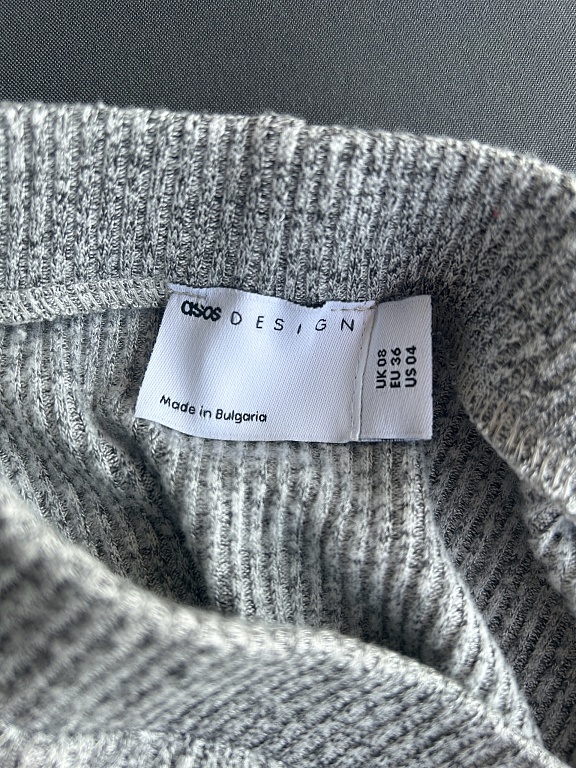 asos DESIGN
Made in Bulgaria
UK 08
EU 36
US 04